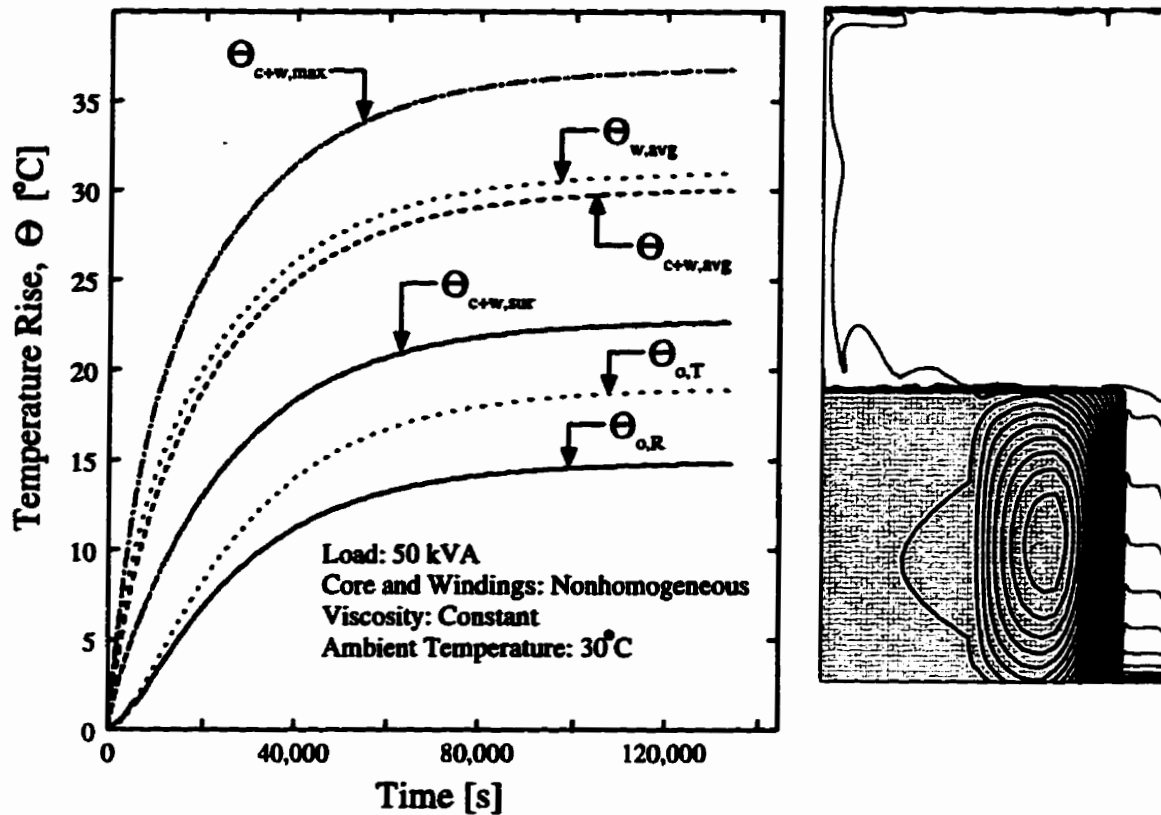 Temperature Rise, Θ [°C]
35
30
25
20
15
10
5
0
Θc+w,max
Θw,avg
Θc+w,avg
Θc+w,sur
Θo,T
Θo,R
Load: 50 kVA
Core and Windings: Nonhomogeneous
Viscosity: Constant
Ambient Temperature: 30°C
0
40,000
80,000
120,000
Time [s]